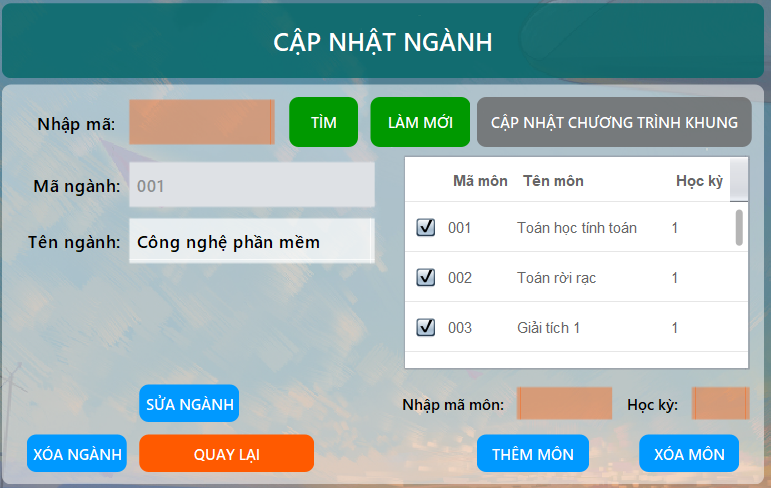 CẬP NHẬT NGÀNH
Nhập mã: TÌM LÀM MỚI CẬP NHẬT CHƯƠNG TRÌNH KHUNG
Mã ngành: 001
Tên ngành: Công nghệ phần mềm
Mã môn Tên môn Học kỳ
001 Toán học tính toán 1
002 Toán rời rạc 1
003 Giải tích 1 1
SỬA NGÀNH
Nhập mã môn: Học kỳ:
XÓA NGÀNH QUAY LẠI THÊM MÔN XÓA MÔN